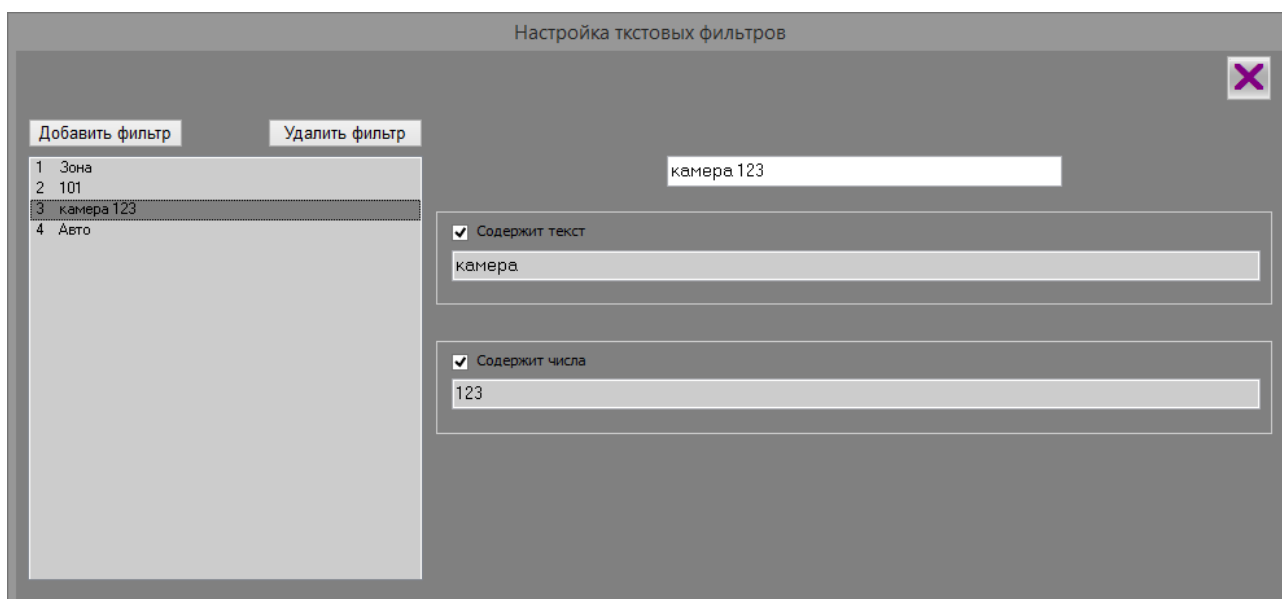 Настройка ткстовых фильтров
Добавить фильтр Удалить фильтр
1 Зона
2 101
3 камера 123
4 Авто
камера 123
Содержит текст
камера
Содержит числа
123